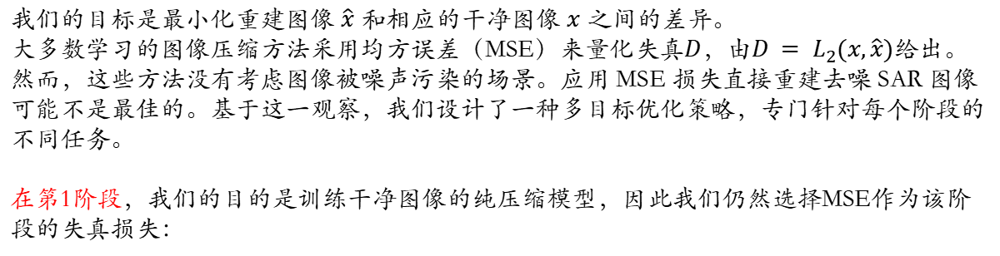 我们的目标是最小化重建图像 x̂ 和相应的干净图像 x 之间的差异。
大多数学习的图像压缩方法采用均方误差（MSE）来量化失真D，由D = L₂(x,x̂)给出。
然而，这些方法没有考虑图像被噪声污染的场景。应用 MSE 损失直接重建去噪 SAR 图像
可能不是最佳的。基于这一观察，我们设计了一种多目标优化策略，专门针对每个阶段的
不同任务。
在第1阶段，我们的目的是训练干净图像的纯压缩模型，因此我们仍然选择MSE作为该阶
段的失真损失：